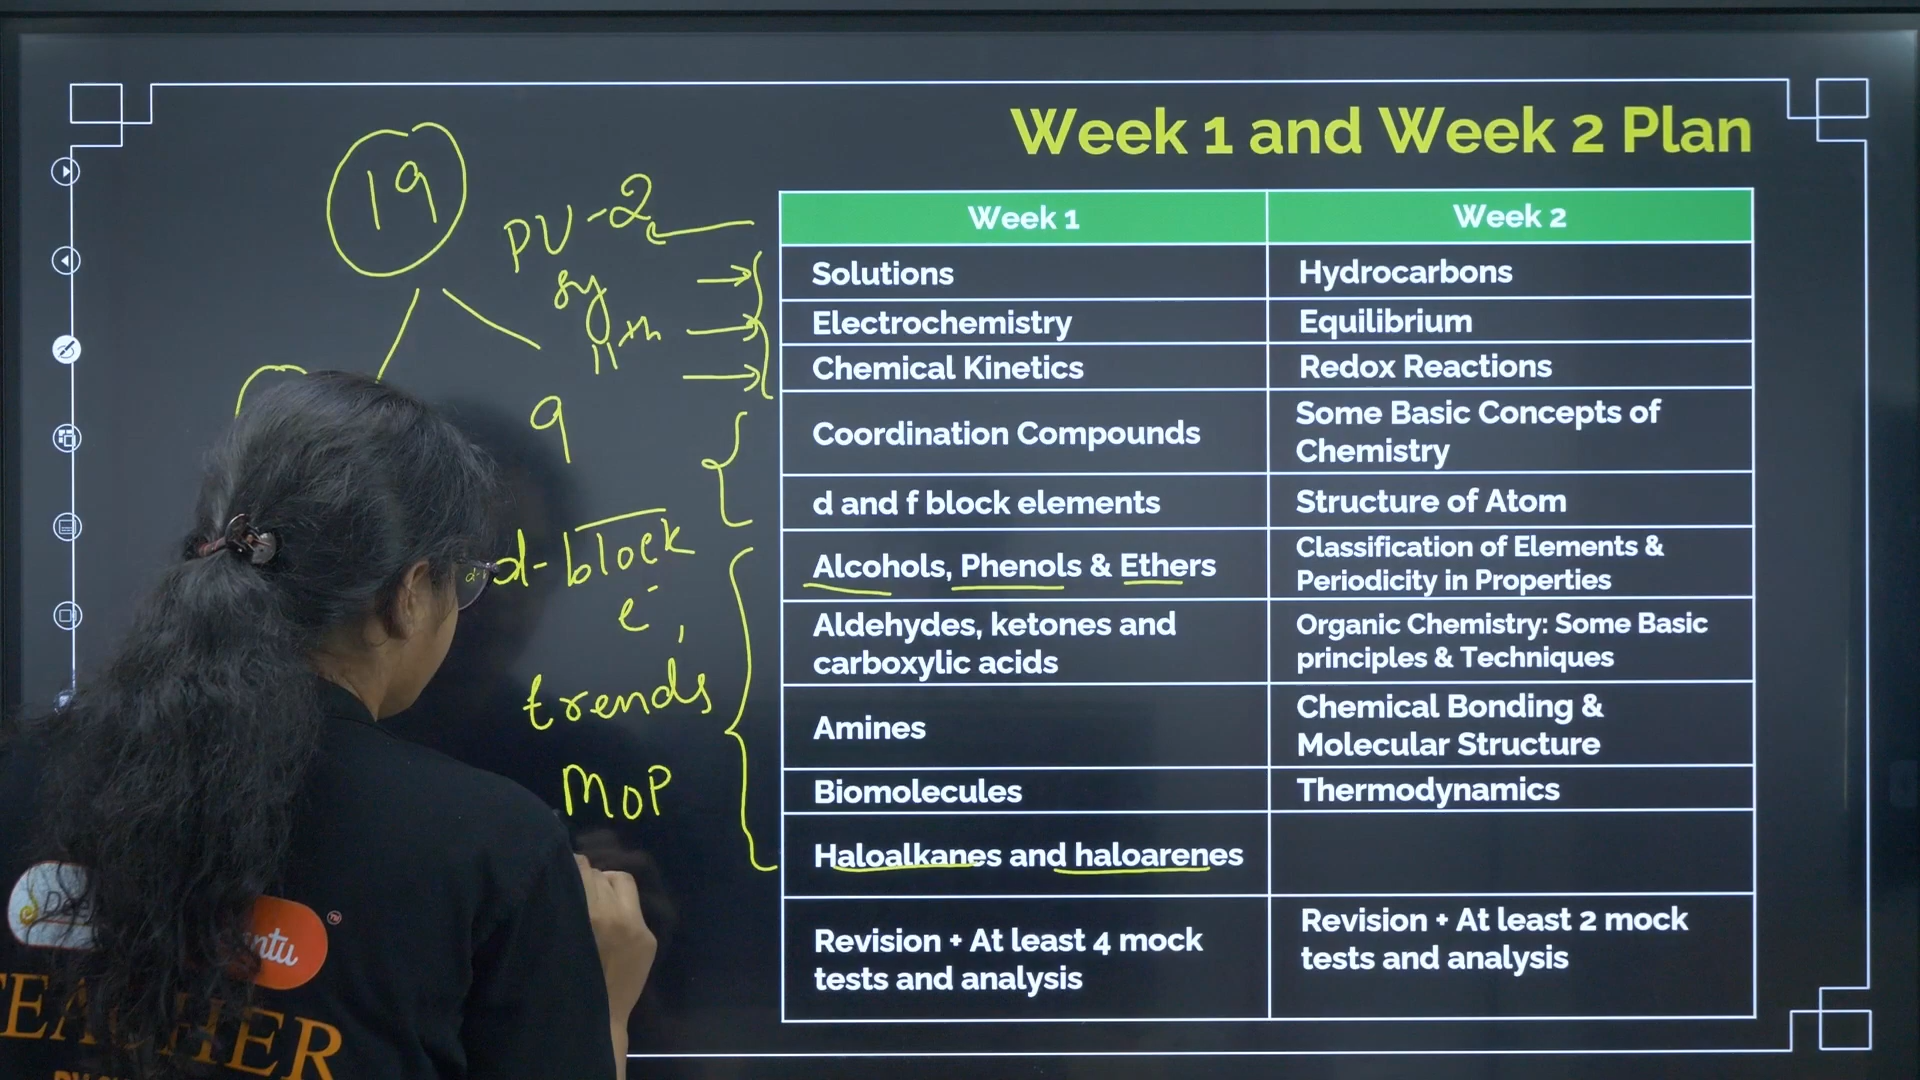 Week 1 and Week 2 Plan
19
PU-2
sy
11th
9
d-block
e-,
trends
MOP
Week 1 Week 2
Solutions Hydrocarbons
Electrochemistry Equilibrium
Chemical Kinetics Redox Reactions
Coordination Compounds
Some Basic Concepts of
Chemistry
d and f block elements Structure of Atom
Alcohols, Phenols & Ethers
Classification of Elements &
Periodicity in Properties
Aldehydes, ketones and
carboxylic acids
Organic Chemistry: Some Basic
principles & Techniques
Amines
Chemical Bonding &
Molecular Structure
Biomolecules Thermodynamics
Haloalkanes and haloarenes
Revision + At least 4 mock
tests and analysis
Revision + At least 2 mock
tests and analysis